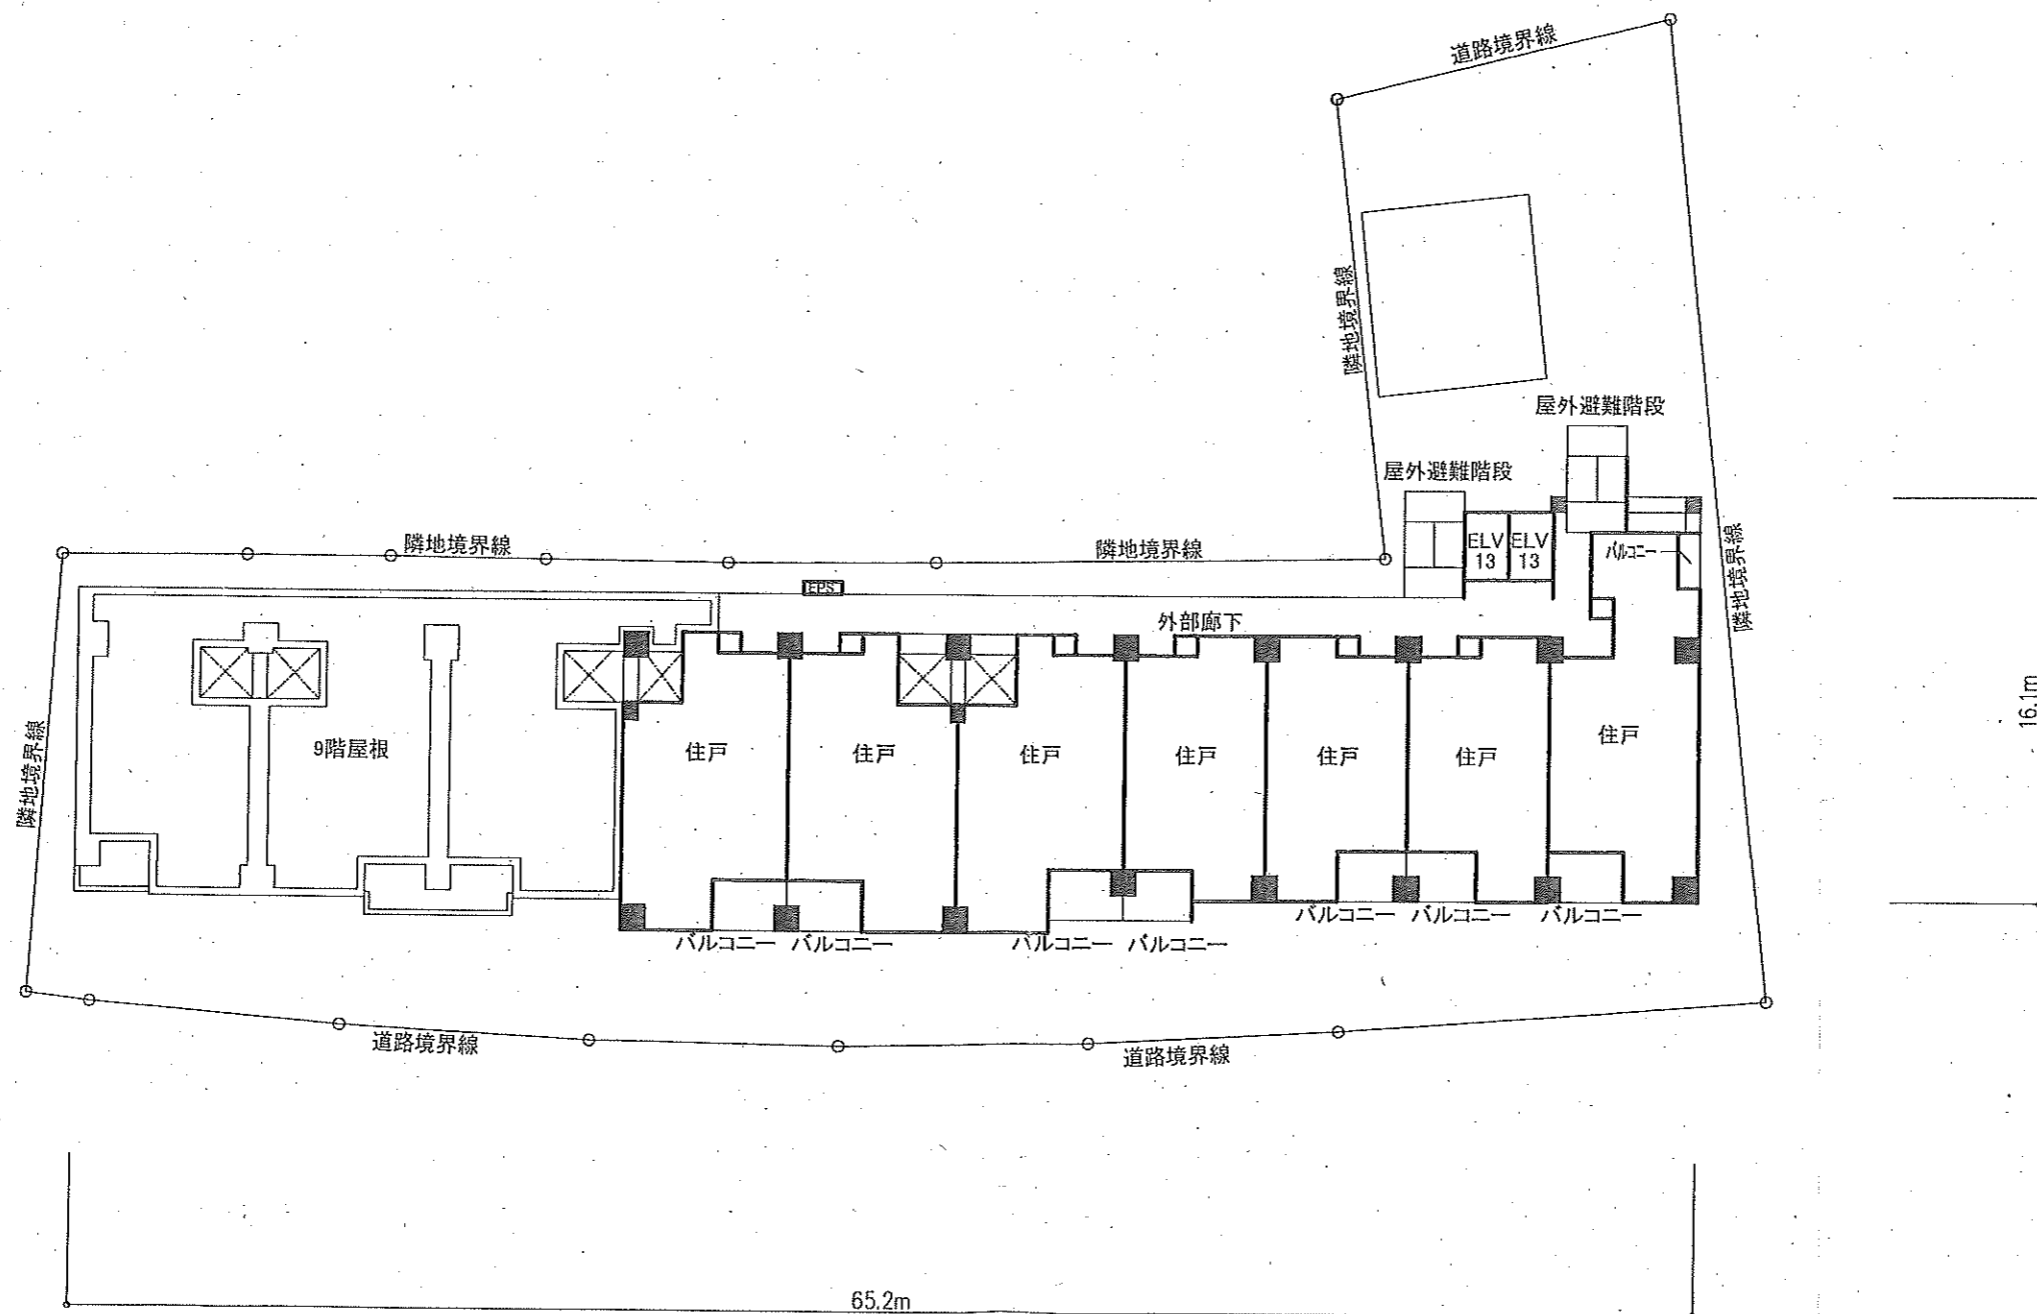 道路境界線
隣地境界線
屋外避難階段
屋外避難階段
隣地境界線
隣地境界線
ELV
13
ELV
13
バルコニー
隣地境界線
EPS
外部廊下
隣地境界線
9階屋根
住戸
住戸
住戸
住戸
住戸
住戸
住戸
16.1m
バルコニー
バルコニー
バルコニー
バルコニー
バルコニー
バルコニー
バルコニー
道路境界線
道路境界線
65.2m